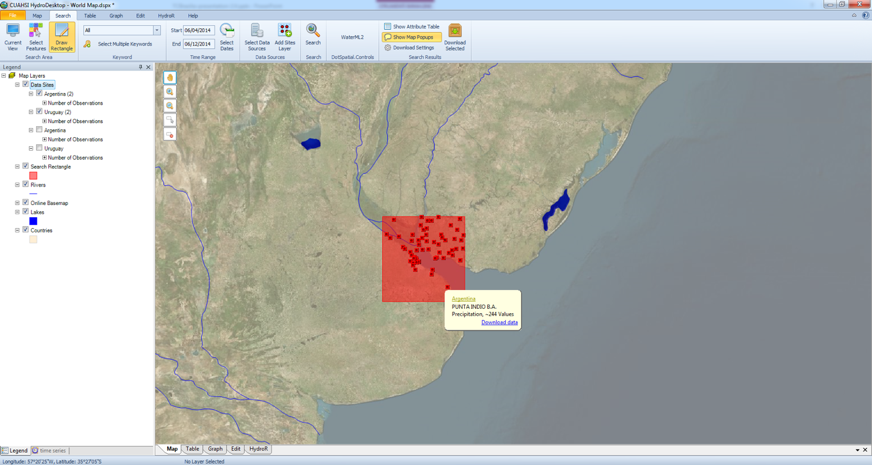 CUAHSI HydroDesktop - World Map.dspx *
Map Search Table Graph Edit HydroR Help
Current View
Select Features
Draw Rectangle
Search Area
All
Select Multiple Keywords
Keyword
Start 06/04/2014
End 06/12/2014
Select Dates
Time Range
Select Data Sources
Add Sites Layer
Data Sources
Search
Search
WaterML2
DotSpatial.Controls
Show Attribute Table
Show Map Popups
Download Settings
Download Selected
Search Results
Legend
Map Layers
Data Sites
Argentina (2)
Number of Observations
Uruguay (2)
Number of Observations
Argentina
Number of Observations
Uruguay
Number of Observations
Search Rectangle
Rivers
Online Basemap
Lakes
Countries
Argentina
PUNTA INDIO B.A.
Precipitation, ~244 Values
Download data
Legend time series
Map Table Graph Edit HydroR
Longitude: 57°20'25"W, Latitude: 35°27'05"S
No Layer Selected